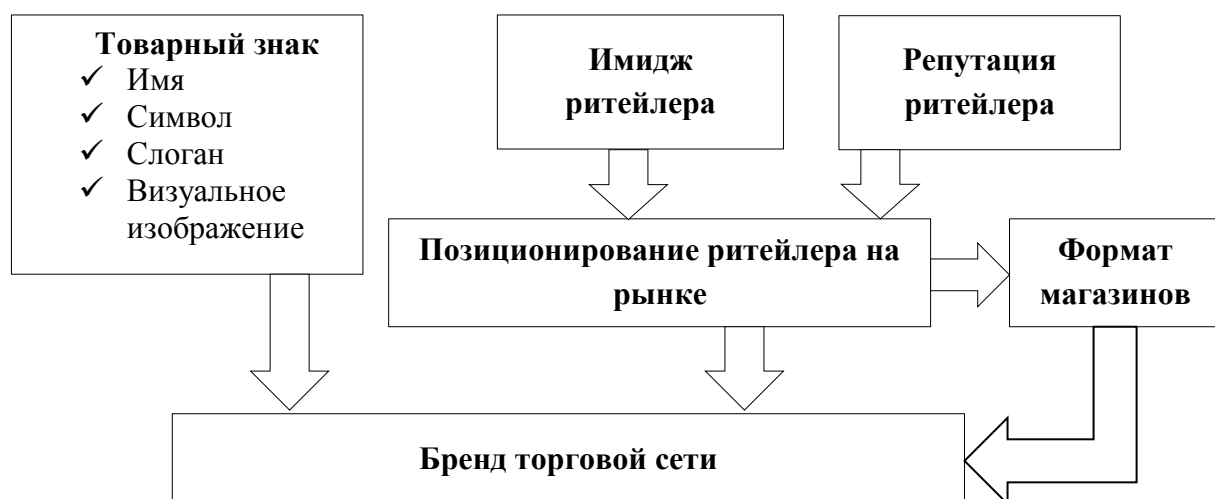 Товарный знак
✓ Имя
✓ Символ
✓ Слоган
✓ Визуальное
изображение
Имидж
ритейлера
Репутация
ритейлера
Позиционирование ритейлера на
рынке
Формат
магазинов
Бренд торговой сети